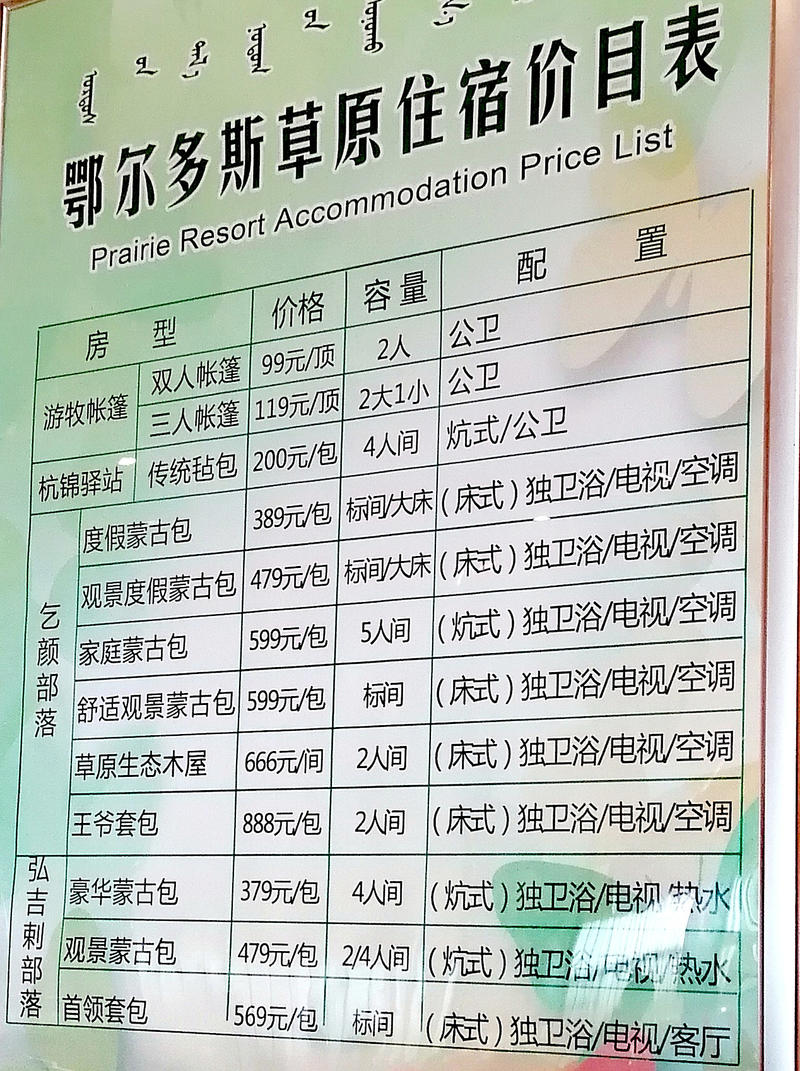 鄂尔多斯草原住宿价目表
Prairie Resort Accommodation Price List
房 型 价格 容量 配 置
游牧帐篷 双人帐篷 99元/顶 2人 公卫
三人帐篷 119元/顶 2大1小 公卫
杭锦驿站 传统毡包 200元/包 4人间 炕式/公卫
乞颜部落 度假蒙古包 389元/包 标间/大床 (床式)独卫浴/电视/空调
观景度假蒙古包 479元/包 标间/大床 (床式)独卫浴/电视/空调
家庭蒙古包 599元/包 5人间 (炕式)独卫浴/电视/空调
舒适观景蒙古包 599元/包 标间 (床式)独卫浴/电视/空调
草原生态木屋 666元/间 2人间 (床式)独卫浴/电视/空调
王爷套包 888元/包 2人间 (床式)独卫浴/电视/空调
弘吉剌部落 豪华蒙古包 379元/包 4人间 (炕式)独卫浴/电视/热水
观景蒙古包 479元/包 2/4人间 (炕式)独卫浴/电视/热水
首领套包 569元/包 标间 (床式)独卫浴/电视/客厅